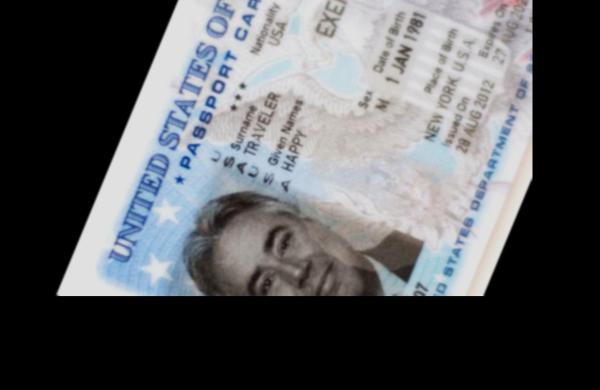 UNITED STATES OF
★ PASSPORT CAR
★★★
Nationality
USA
EXE
Surname
TRAVELER
Given Names
HAPPY
U
S
A
U
S
A
Sex
M
Date of Birth
1 JAN 1981
Place of Birth
NEW YORK, U.S.A.
Issued On
28 AUG 2012
Expires On
27 AUG 202
07
D STATES DEPARTMENT OF S